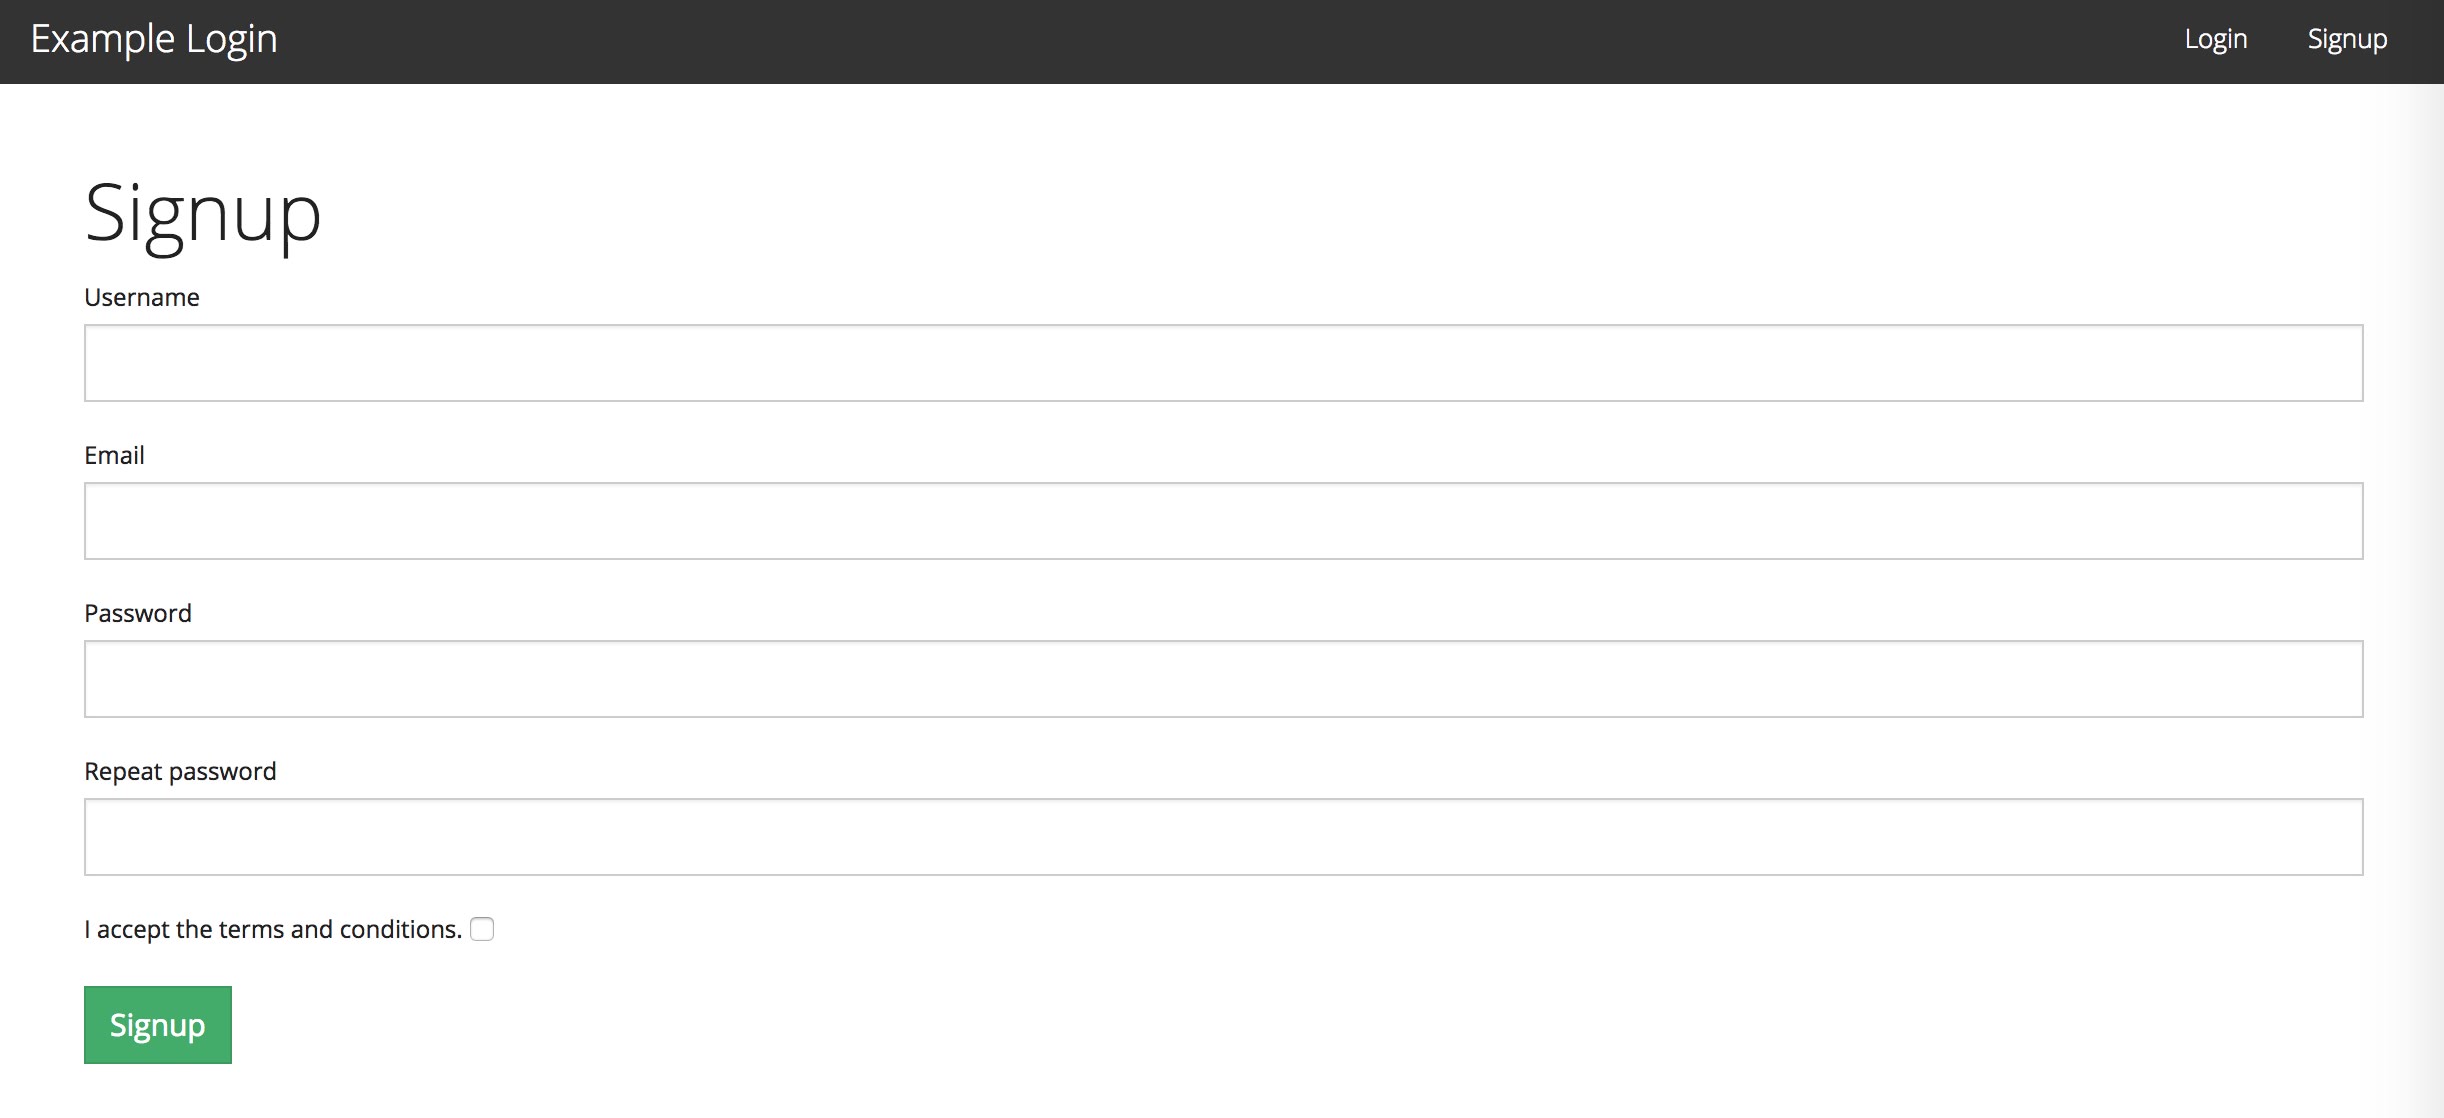 Example Login
Login
Signup
Signup
Username
Email
Password
Repeat password
I accept the terms and conditions.
Signup